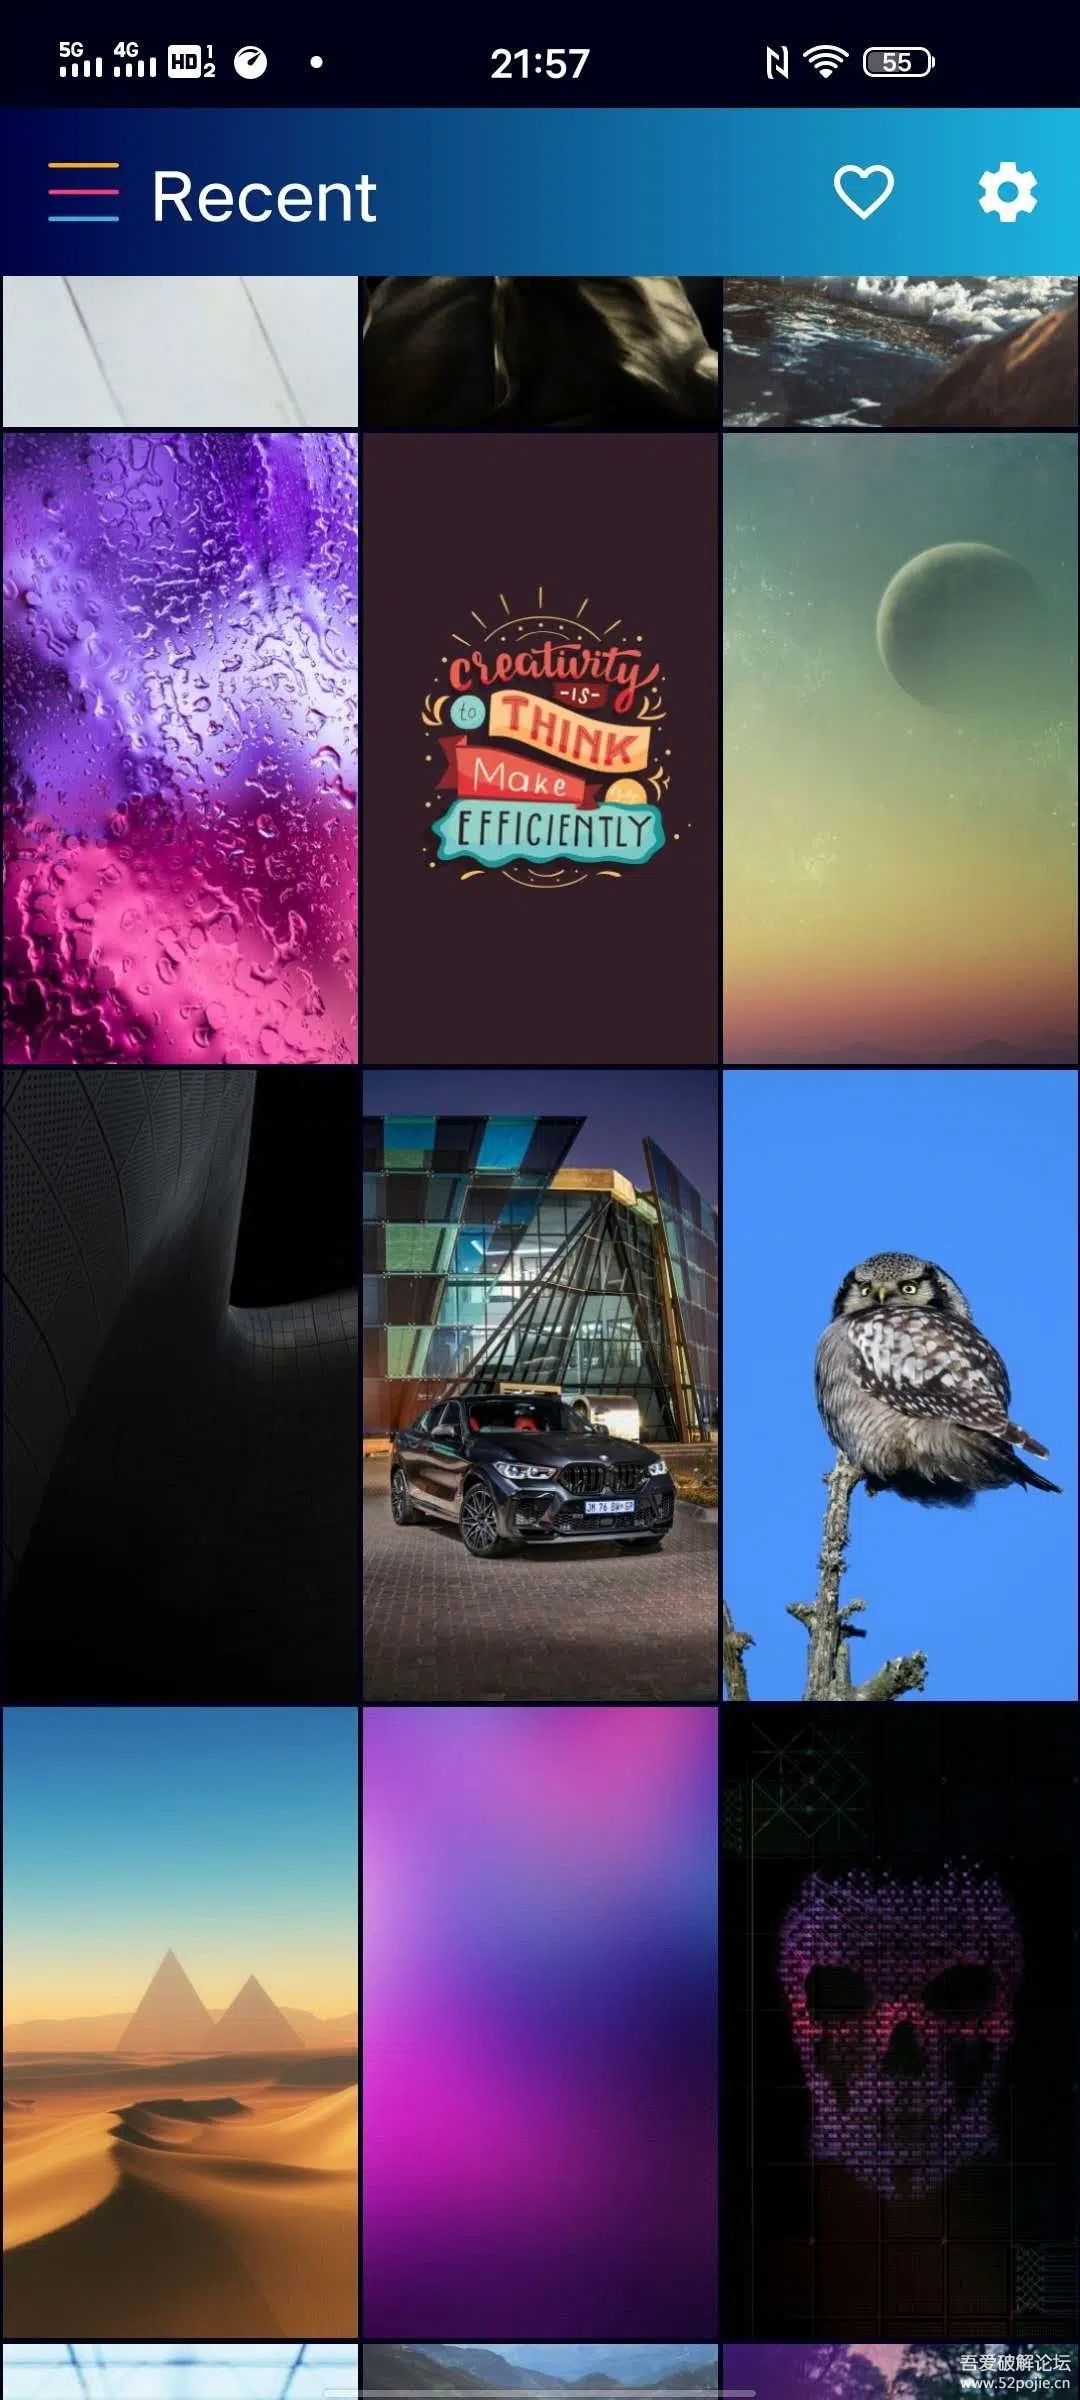 5G 4G HD 1 2 21:57 55
Recent
creativity
-IS-
to THINK
Make
EFFICIENTLY
JM 76 BW GP
吾爱破解论坛
www.52pojie.cn